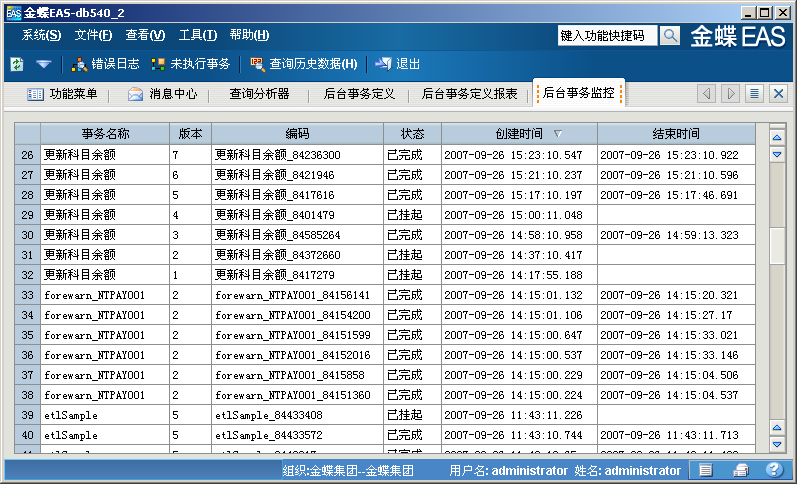 EAS 金蝶EAS-db540_2
系统(S) 文件(F) 查看(V) 工具(T) 帮助(H) 键入功能快捷码 金蝶 EAS
错误日志 未执行事务 查询历史数据(H) 退出
功能菜单 消息中心 查询分析器 后台事务定义 后台事务定义报表 后台事务监控
事务名称 版本 编码 状态 创建时间 结束时间
26 更新科目余额 7 更新科目余额_84236300 已完成 2007-09-26 15:23:10.547 2007-09-26 15:23:10.922
27 更新科目余额 6 更新科目余额_8421946 已完成 2007-09-26 15:21:10.237 2007-09-26 15:21:10.596
28 更新科目余额 5 更新科目余额_8417616 已完成 2007-09-26 15:17:10.197 2007-09-26 15:17:46.691
29 更新科目余额 4 更新科目余额_8401479 已挂起 2007-09-26 15:00:11.048
30 更新科目余额 3 更新科目余额_84585264 已完成 2007-09-26 14:58:10.958 2007-09-26 14:59:13.323
31 更新科目余额 2 更新科目余额_84372660 已挂起 2007-09-26 14:37:10.417
32 更新科目余额 1 更新科目余额_8417279 已挂起 2007-09-26 14:17:55.188
33 forewarn_NTPAY001 2 forewarn_NTPAY001_84156141 已完成 2007-09-26 14:15:01.132 2007-09-26 14:15:20.321
34 forewarn_NTPAY001 2 forewarn_NTPAY001_84154200 已完成 2007-09-26 14:15:01.106 2007-09-26 14:15:27.17
35 forewarn_NTPAY001 2 forewarn_NTPAY001_84151599 已完成 2007-09-26 14:15:00.647 2007-09-26 14:15:33.021
36 forewarn_NTPAY001 2 forewarn_NTPAY001_84152016 已完成 2007-09-26 14:15:00.537 2007-09-26 14:15:33.146
37 forewarn_NTPAY001 2 forewarn_NTPAY001_8415858 已完成 2007-09-26 14:15:00.229 2007-09-26 14:15:04.506
38 forewarn_NTPAY001 2 forewarn_NTPAY001_84151360 已完成 2007-09-26 14:15:00.224 2007-09-26 14:15:04.537
39 etlSample 5 etlSample_84433408 已挂起 2007-09-26 11:43:11.226
40 etlSample 5 etlSample_84433572 已完成 2007-09-26 11:43:10.744 2007-09-26 11:43:11.713
组织:金蝶集团--金蝶集团 用户名: administrator 姓名: administrator